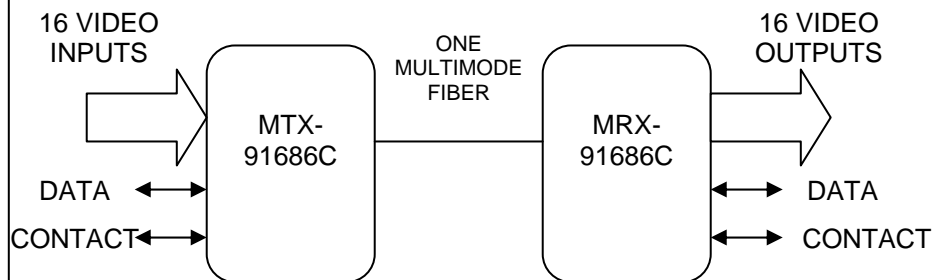 16 VIDEO
INPUTS
ONE
MULTIMODE
FIBER
16 VIDEO
OUTPUTS
MTX-
91686C
MRX-
91686C
DATA
DATA
CONTACT
CONTACT